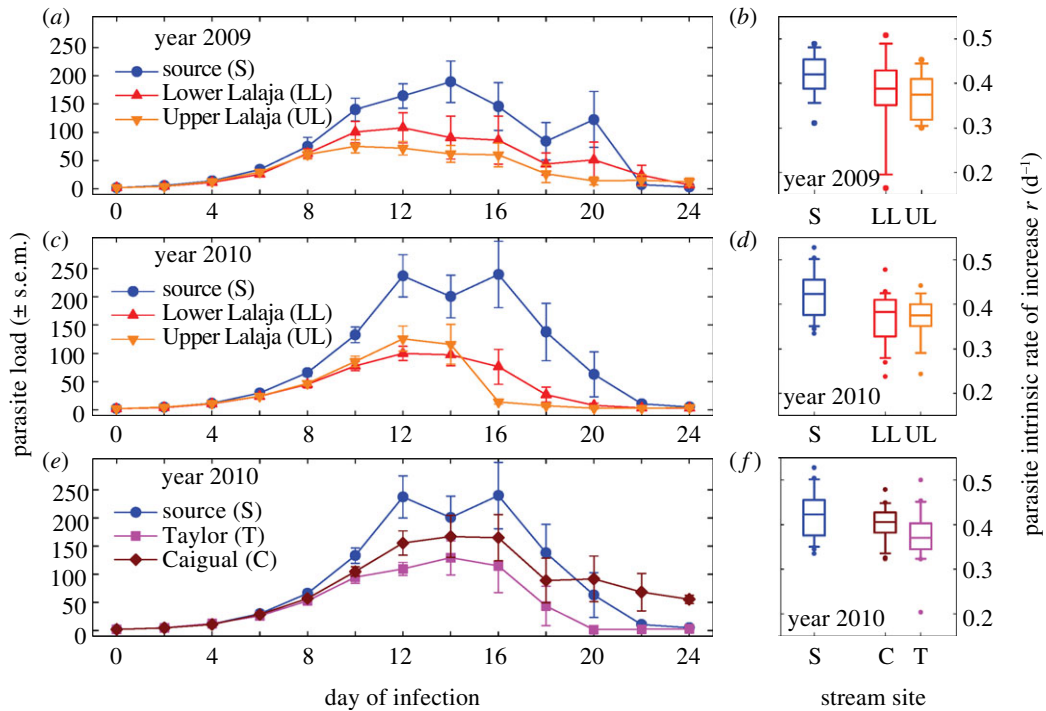 (a)
year 2009
source (S)
Lower Lalaja (LL)
Upper Lalaja (UL)
250
200
150
100
50
0
0 4 8 12 16 20 24
(b)
0.5
0.4
0.3
0.2
year 2009
S LL UL
(c)
year 2010
source (S)
Lower Lalaja (LL)
Upper Lalaja (UL)
250
200
150
100
50
0
0 4 8 12 16 20 24
(d)
0.5
0.4
0.3
0.2
year 2010
S LL UL
(e)
year 2010
source (S)
Taylor (T)
Caigual (C)
250
200
150
100
50
0
0 4 8 12 16 20 24
(f)
0.5
0.4
0.3
0.2
year 2010
S C T
parasite load (± s.e.m.)
day of infection
stream site
parasite intrinsic rate of increase r (d⁻¹)